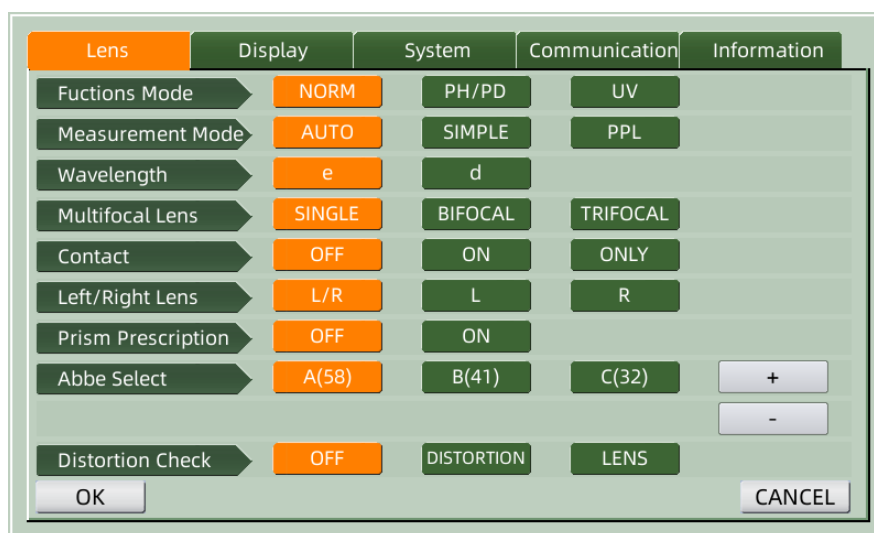 Lens Display System Communication Information
Fuctions Mode NORM PH/PD UV
Measurement Mode AUTO SIMPLE PPL
Wavelength e d
Multifocal Lens SINGLE BIFOCAL TRIFOCAL
Contact OFF ON ONLY
Left/Right Lens L/R L R
Prism Prescription OFF ON
Abbe Select A(58) B(41) C(32) +
-
Distortion Check OFF DISTORTION LENS
OK CANCEL